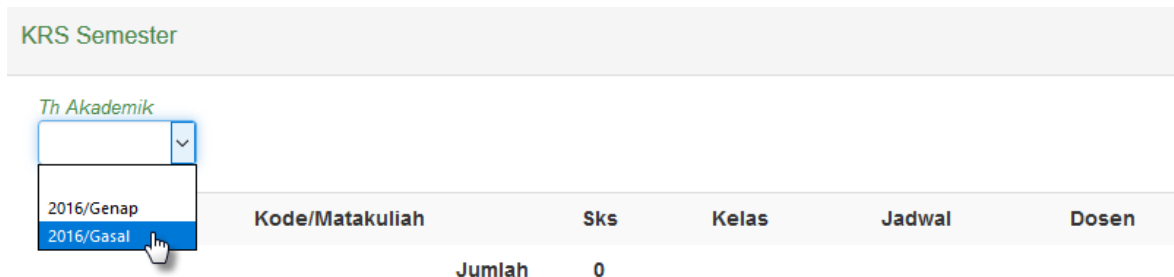 KRS Semester
Th Akademik
2016/Genap
2016/Gasal
Kode/Matakuliah Sks Kelas Jadwal Dosen
Jumlah 0